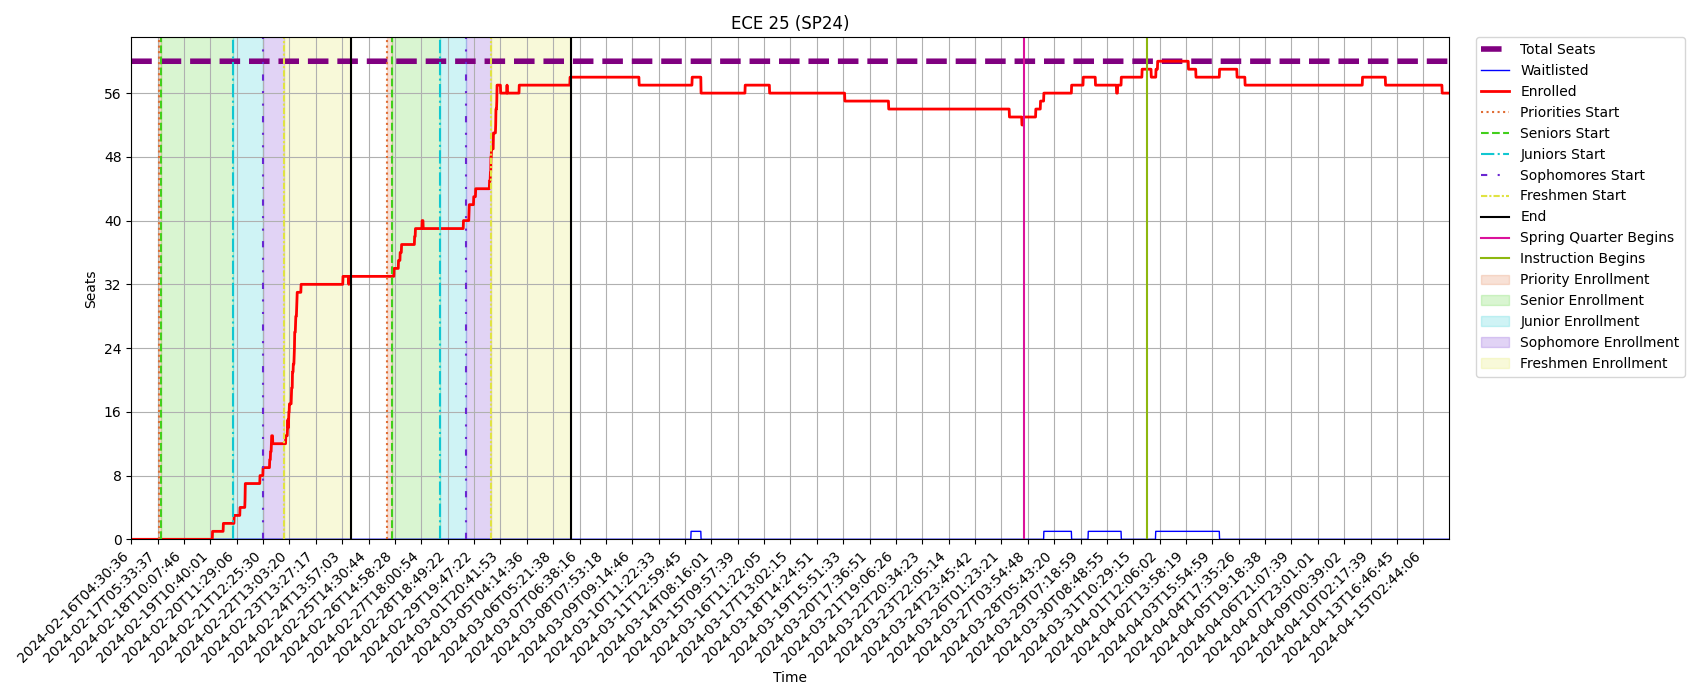 ECE 25 (SP24)
Seats
56
48
40
32
24
16
8
0
2024-02-16T04:30:36
2024-02-17T05:33:37
2024-02-18T10:07:46
2024-02-19T10:40:01
2024-02-20T11:29:06
2024-02-21T12:25:30
2024-02-22T13:03:20
2024-02-23T13:27:17
2024-02-24T13:57:03
2024-02-25T14:30:44
2024-02-26T14:58:28
2024-02-27T18:00:54
2024-02-28T18:49:22
2024-02-29T19:47:22
2024-03-01T20:41:53
2024-03-05T04:14:36
2024-03-06T05:21:38
2024-03-07T06:38:16
2024-03-08T07:53:18
2024-03-09T09:14:46
2024-03-10T11:22:33
2024-03-11T12:59:45
2024-03-14T08:16:01
2024-03-15T09:57:39
2024-03-16T11:22:05
2024-03-17T13:02:15
2024-03-18T14:24:51
2024-03-19T15:51:33
2024-03-20T17:36:51
2024-03-21T19:06:26
2024-03-22T20:34:23
2024-03-23T22:05:14
2024-03-24T23:45:42
2024-03-26T01:23:21
2024-03-27T03:54:48
2024-03-28T05:43:20
2024-03-29T07:18:59
2024-03-30T08:48:55
2024-03-31T10:29:15
2024-04-01T12:06:02
2024-04-02T13:58:19
2024-04-03T15:54:59
2024-04-04T17:35:26
2024-04-05T19:18:38
2024-04-06T21:07:39
2024-04-07T23:01:01
2024-04-09T00:39:02
2024-04-10T02:17:39
2024-04-13T16:46:45
2024-04-15T02:44:06
Time
Total Seats
Waitlisted
Enrolled
Priorities Start
Seniors Start
Juniors Start
Sophomores Start
Freshmen Start
End
Spring Quarter Begins
Instruction Begins
Priority Enrollment
Senior Enrollment
Junior Enrollment
Sophomore Enrollment
Freshmen Enrollment